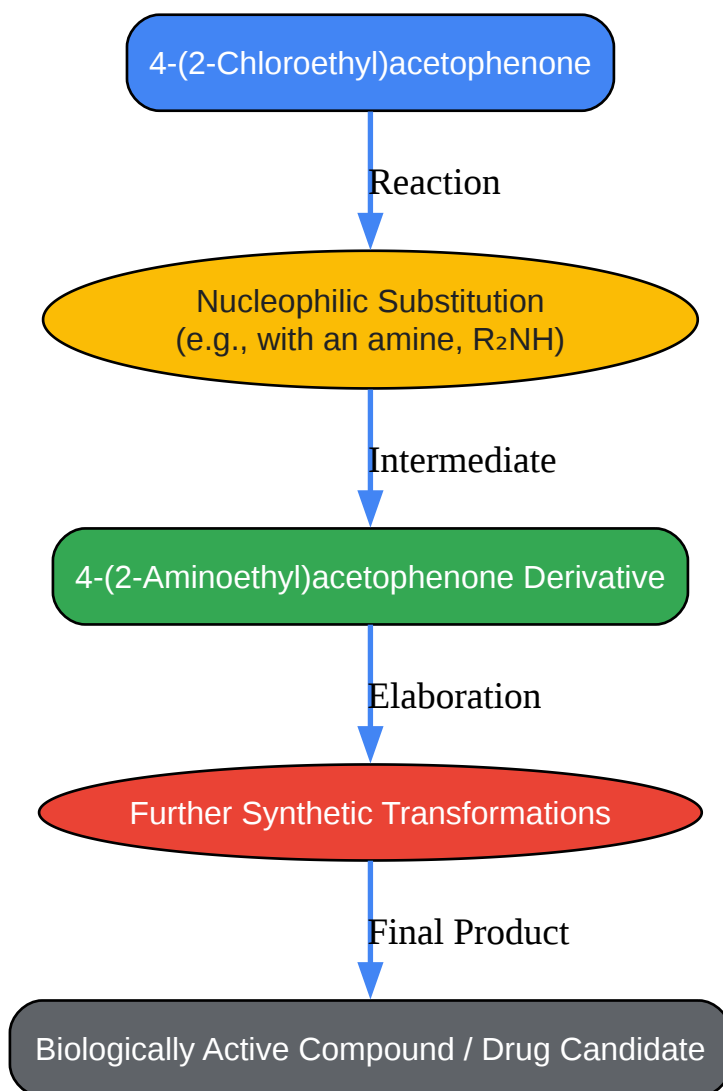 4-(2-Chloroethyl)acetophenone
Reaction
Nucleophilic Substitution
(e.g., with an amine, R₂NH)
Intermediate
4-(2-Aminoethyl)acetophenone Derivative
Elaboration
Further Synthetic Transformations
Final Product
Biologically Active Compound / Drug Candidate